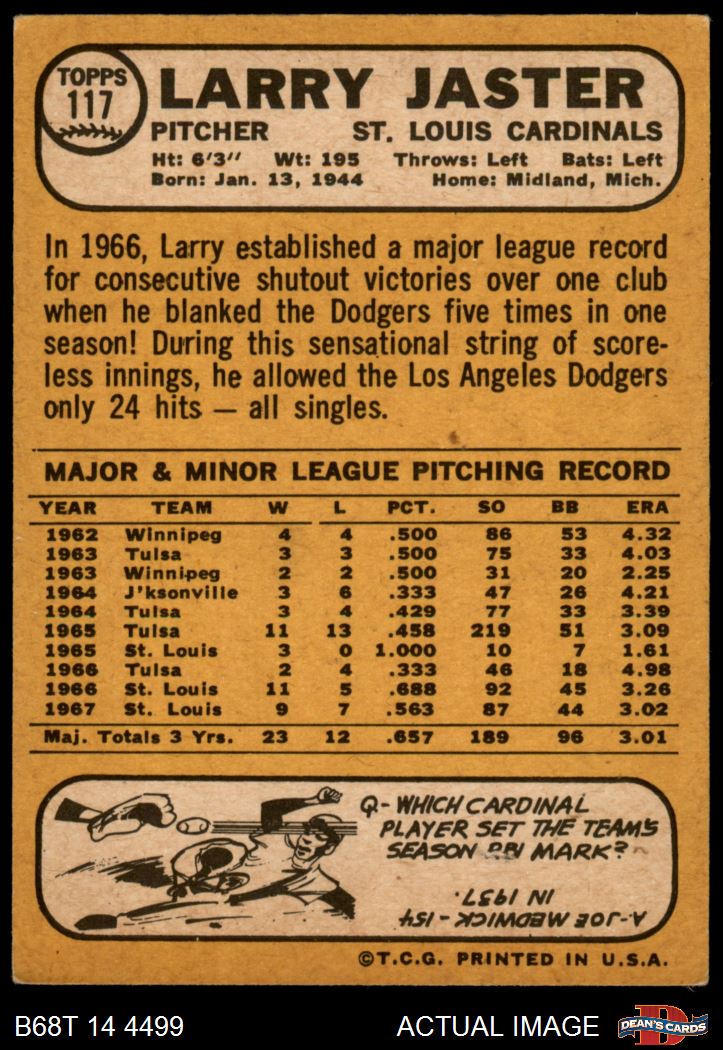 TOPPS
117
LARRY JASTER
PITCHER ST. LOUIS CARDINALS
Ht: 6'3" Wt: 195 Throws: Left Bats: Left
Born: Jan. 13, 1944 Home: Midland, Mich.
In 1966, Larry established a major league record
for consecutive shutout victories over one club
when he blanked the Dodgers five times in one
season! During this sensational string of score-
less innings, he allowed the Los Angeles Dodgers
only 24 hits — all singles.
MAJOR & MINOR LEAGUE PITCHING RECORD
YEAR TEAM W L PCT. SO BB ERA
1962 Winnipeg 4 4 .500 86 53 4.32
1963 Tulsa 3 3 .500 75 33 4.03
1963 Winnipeg 2 2 .500 31 20 2.25
1964 J'ksonville 3 6 .333 47 26 4.21
1964 Tulsa 3 4 .429 77 33 3.39
1965 Tulsa 11 13 .458 219 51 3.09
1965 St. Louis 3 0 1.000 10 7 1.61
1966 Tulsa 2 4 .333 46 18 4.98
1966 St. Louis 11 5 .688 92 45 3.26
1967 St. Louis 9 7 .563 87 44 3.02
Maj. Totals 3 Yrs. 23 12 .657 189 96 3.01
Q- WHICH CARDINAL
PLAYER SET THE TEAM'S
SEASON RBI MARK?
A-JOE MEDWICK-154
IN 1937.
©T.C.G. PRINTED IN U.S.A.
B68T 14 4499 ACTUAL IMAGE
D
DEAN'S CARDS